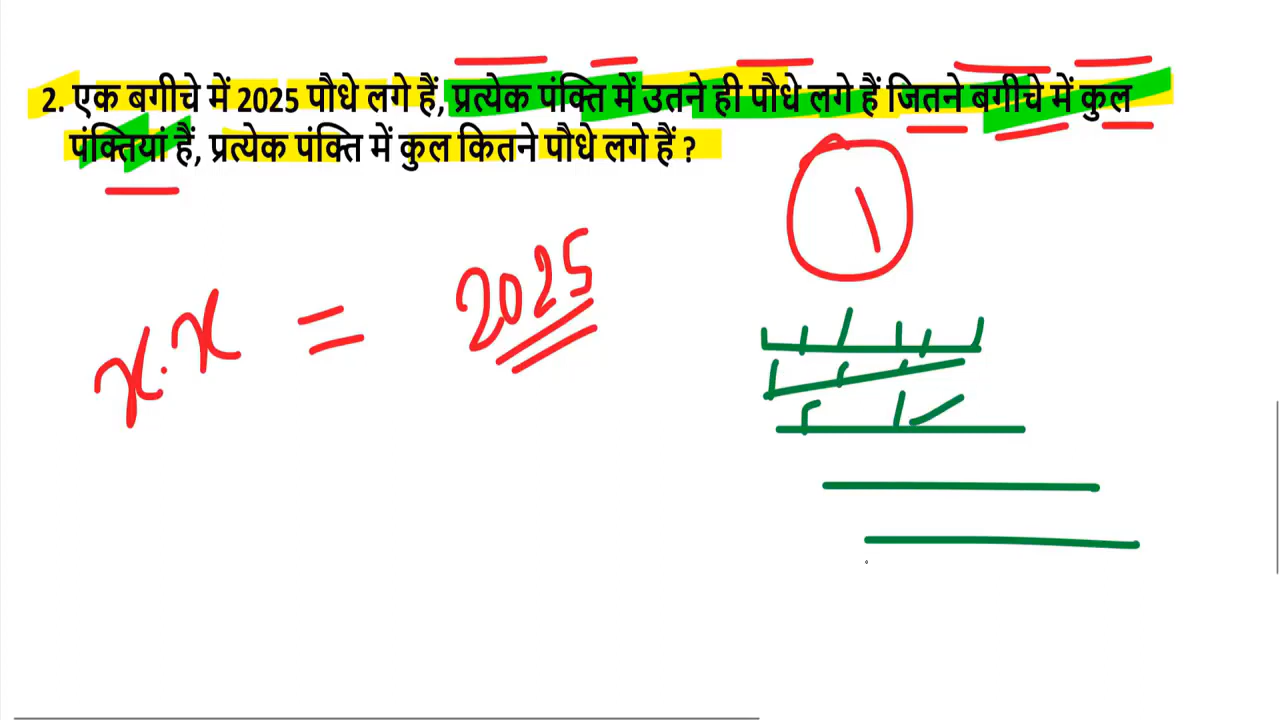 2. एक बगीचे में 2025 पौधे लगे हैं, प्रत्येक पंक्ति में उतने ही पौधे लगे हैं जितने बगीचे में कुल
पंक्तियां हैं, प्रत्येक पंक्ति में कुल कितने पौधे लगे हैं ?
1
x.x = 2025